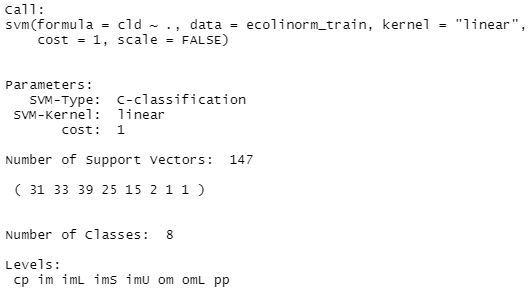 call:
svm(formula = cld ~ ., data = ecolinorm_train, kernel = "linear",
cost = 1, scale = FALSE)
Parameters:
SVM-Type: C-classification
SVM-Kernel: linear
cost: 1
Number of Support Vectors: 147
( 31 33 39 25 15 2 1 1 )
Number of Classes: 8
Levels:
cp im imL imS imU om omL pp